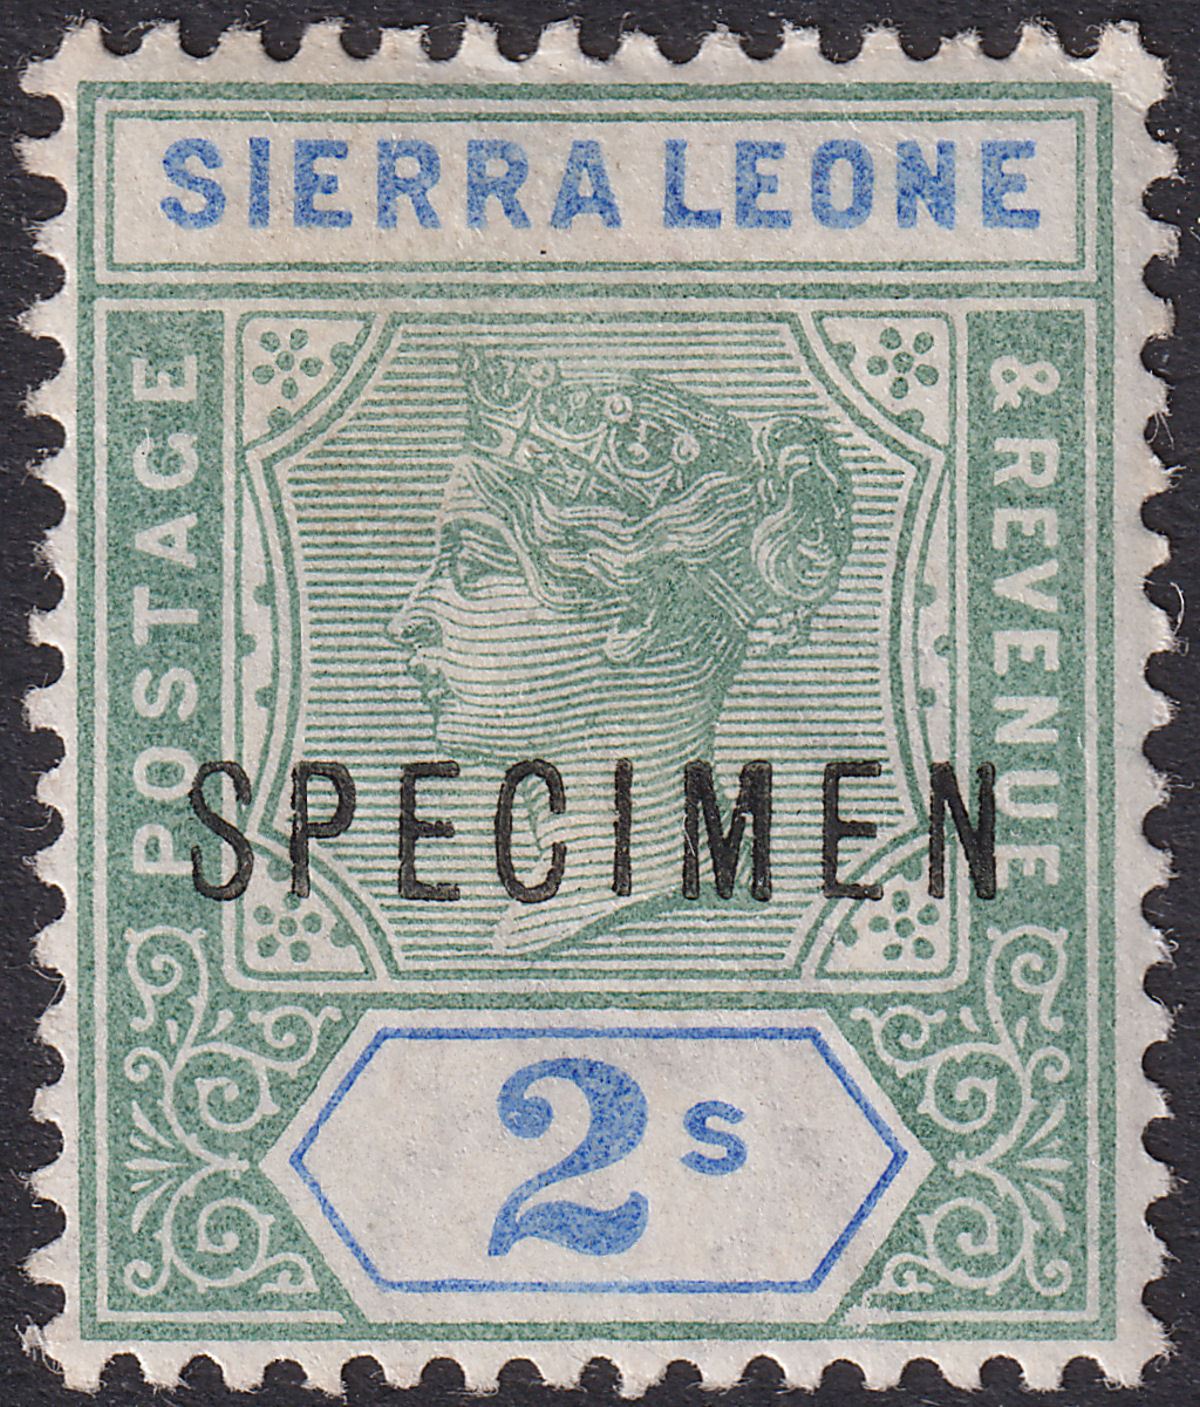 SIERRA LEONE
POSTAGE
& REVENUE
SPECIMEN
2s